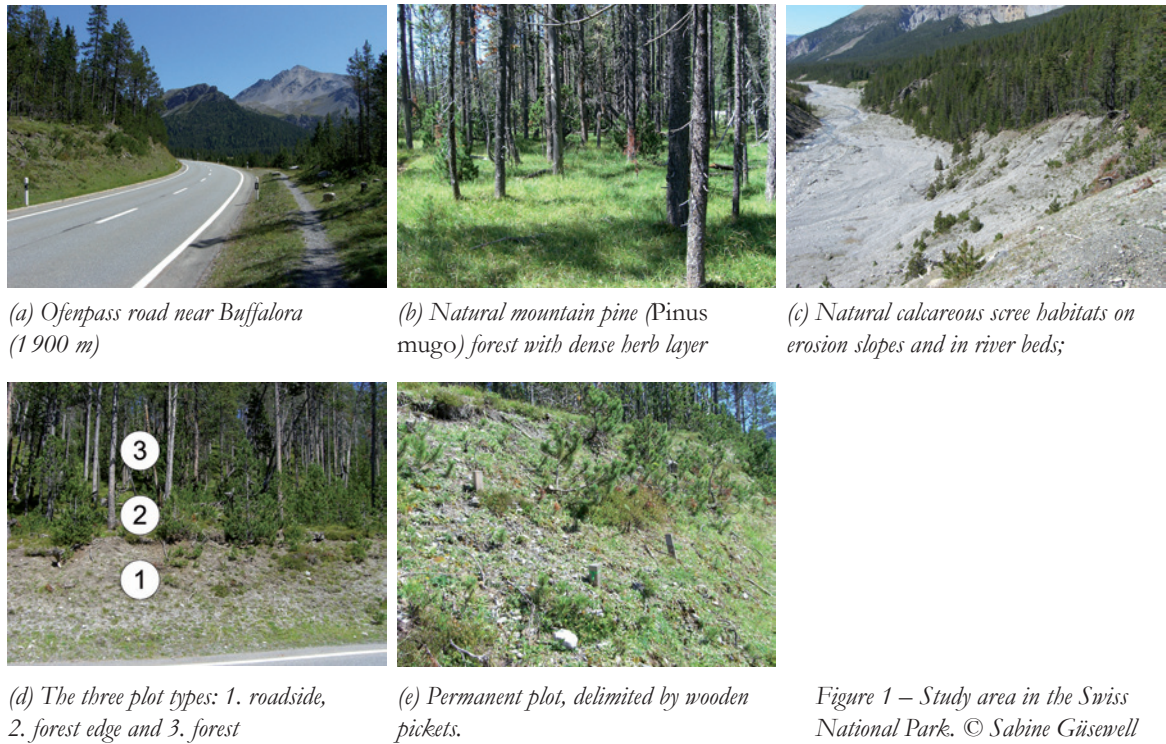 (a) Ofenpass road near Buffalora
(1 900 m)
(b) Natural mountain pine (Pinus
mugo) forest with dense herb layer
(c) Natural calcareous scree habitats on
erosion slopes and in river beds;
3
2
1
(d) The three plot types: 1. roadside,
2. forest edge and 3. forest
(e) Permanent plot, delimited by wooden
pickets.
Figure 1 – Study area in the Swiss
National Park. © Sabine Güsewell